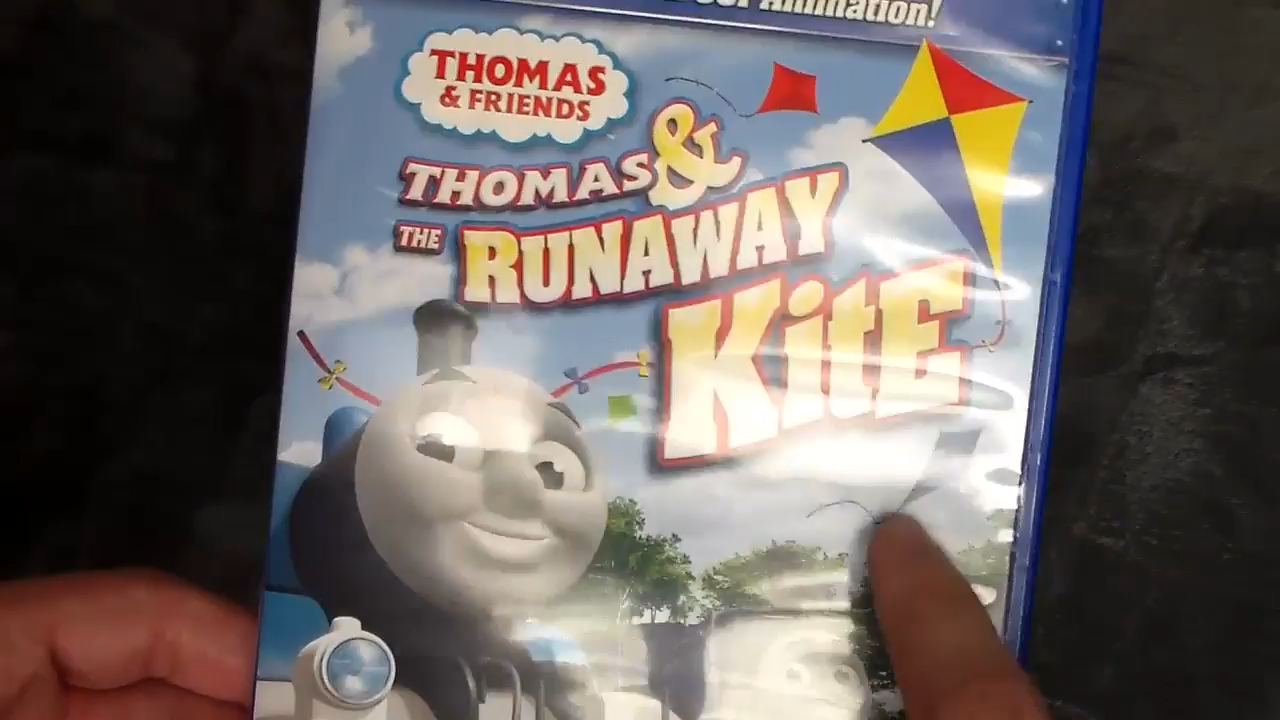 Animation!
THOMAS
& FRIENDS
THOMAS &
THE RUNAWAY
KitE